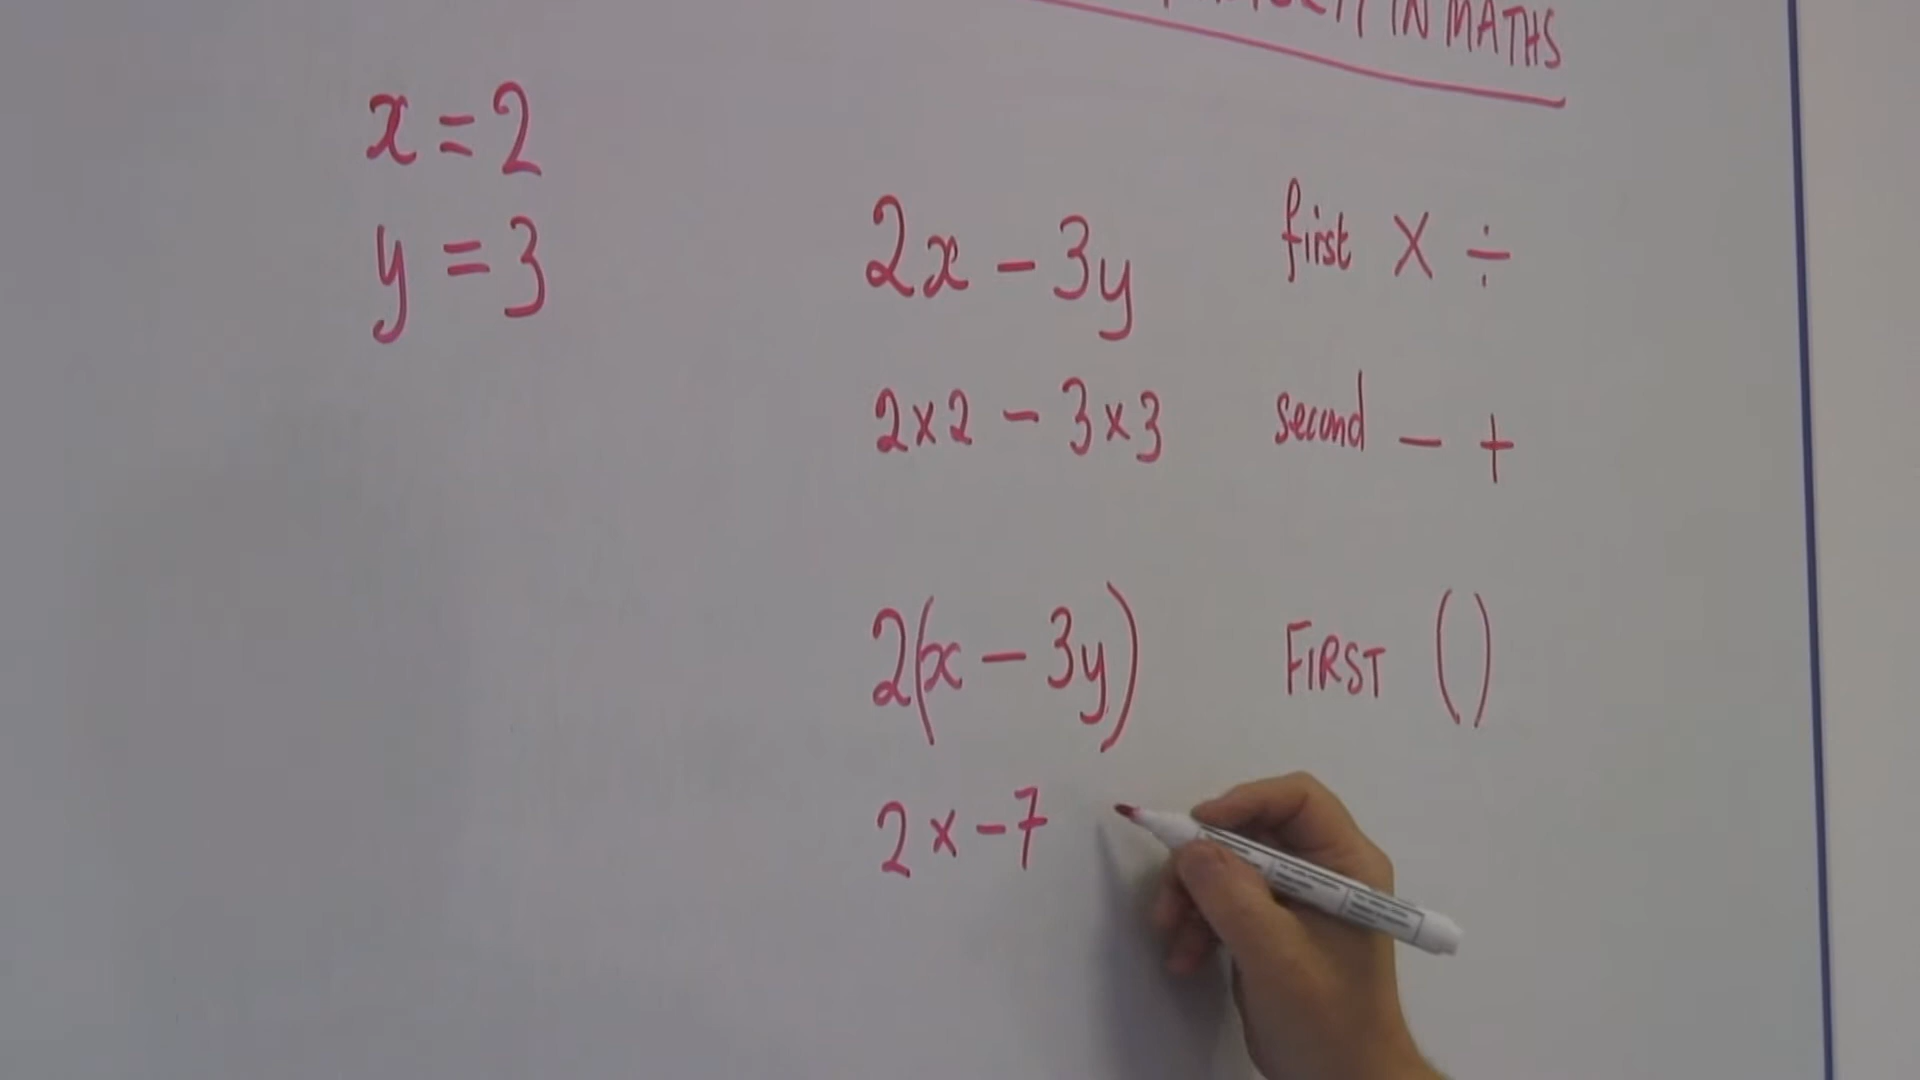 IN MATHS
x = 2
y = 3
2x - 3y first X ÷
2×2 - 3×3 second - +
2(x - 3y) FIRST ( )
2 × -7